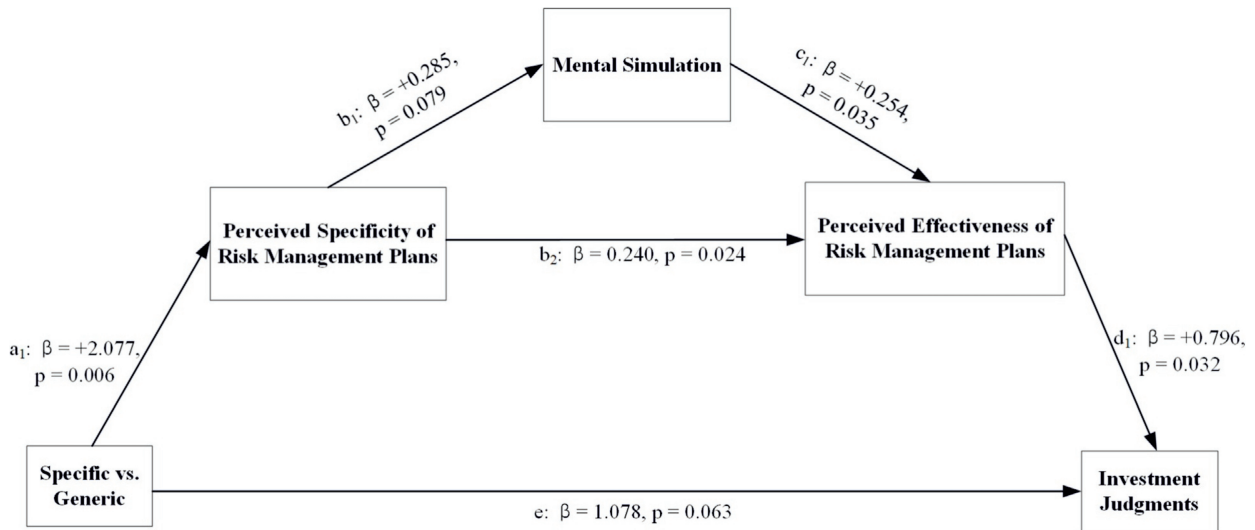 Mental Simulation
b₁: β = +0.285,
p = 0.079
c₁: β = +0.254,
p = 0.035
Perceived Specificity of
Risk Management Plans
b₂: β = 0.240, p = 0.024
Perceived Effectiveness of
Risk Management Plans
a₁: β = +2.077,
p = 0.006
d₁: β = +0.796,
p = 0.032
Specific vs.
Generic
e: β = 1.078, p = 0.063
Investment
Judgments